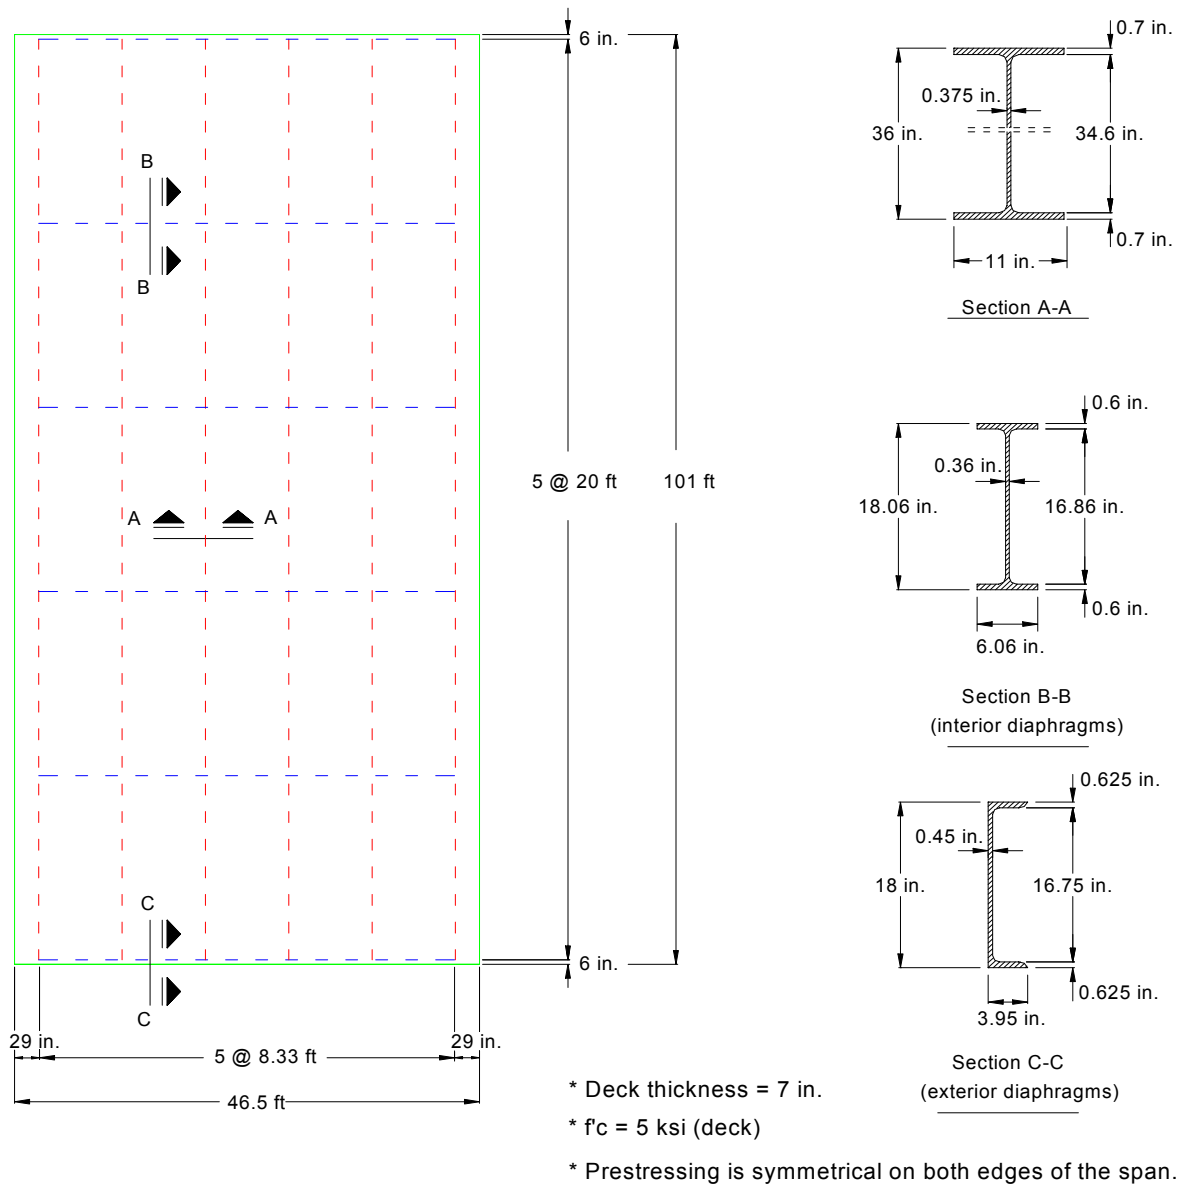 6 in.
B
B
A
A
5 @ 20 ft
101 ft
C
C
6 in.
29 in.
29 in.
5 @ 8.33 ft
46.5 ft
0.7 in.
0.375 in.
36 in.
34.6 in.
0.7 in.
11 in.
Section A-A
0.6 in.
0.36 in.
18.06 in.
16.86 in.
0.6 in.
6.06 in.
Section B-B
(interior diaphragms)
0.625 in.
0.45 in.
18 in.
16.75 in.
0.625 in.
3.95 in.
Section C-C
(exterior diaphragms)
* Deck thickness = 7 in.
* f'c = 5 ksi (deck)
* Prestressing is symmetrical on both edges of the span.